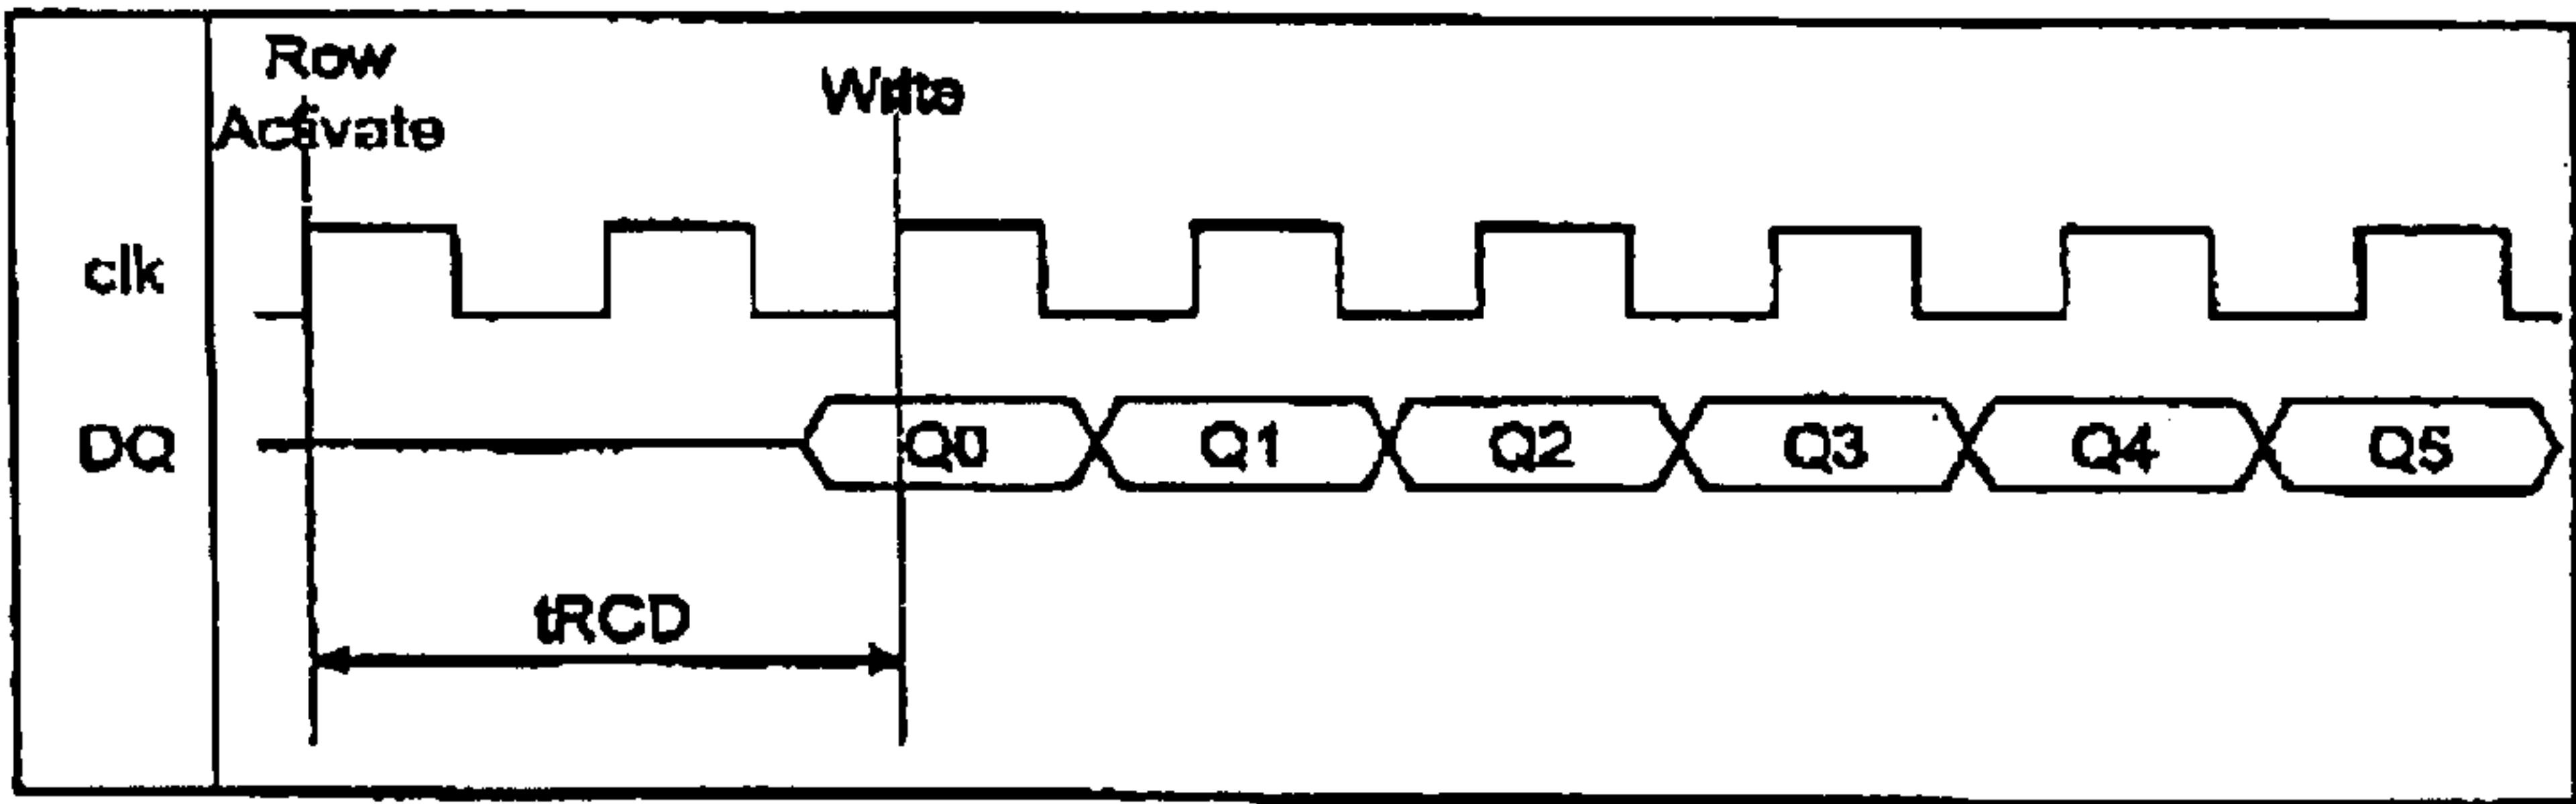 Row
Activate
Write
clk
DQ
Q0 Q1 Q2 Q3 Q4 Q5
tRCD